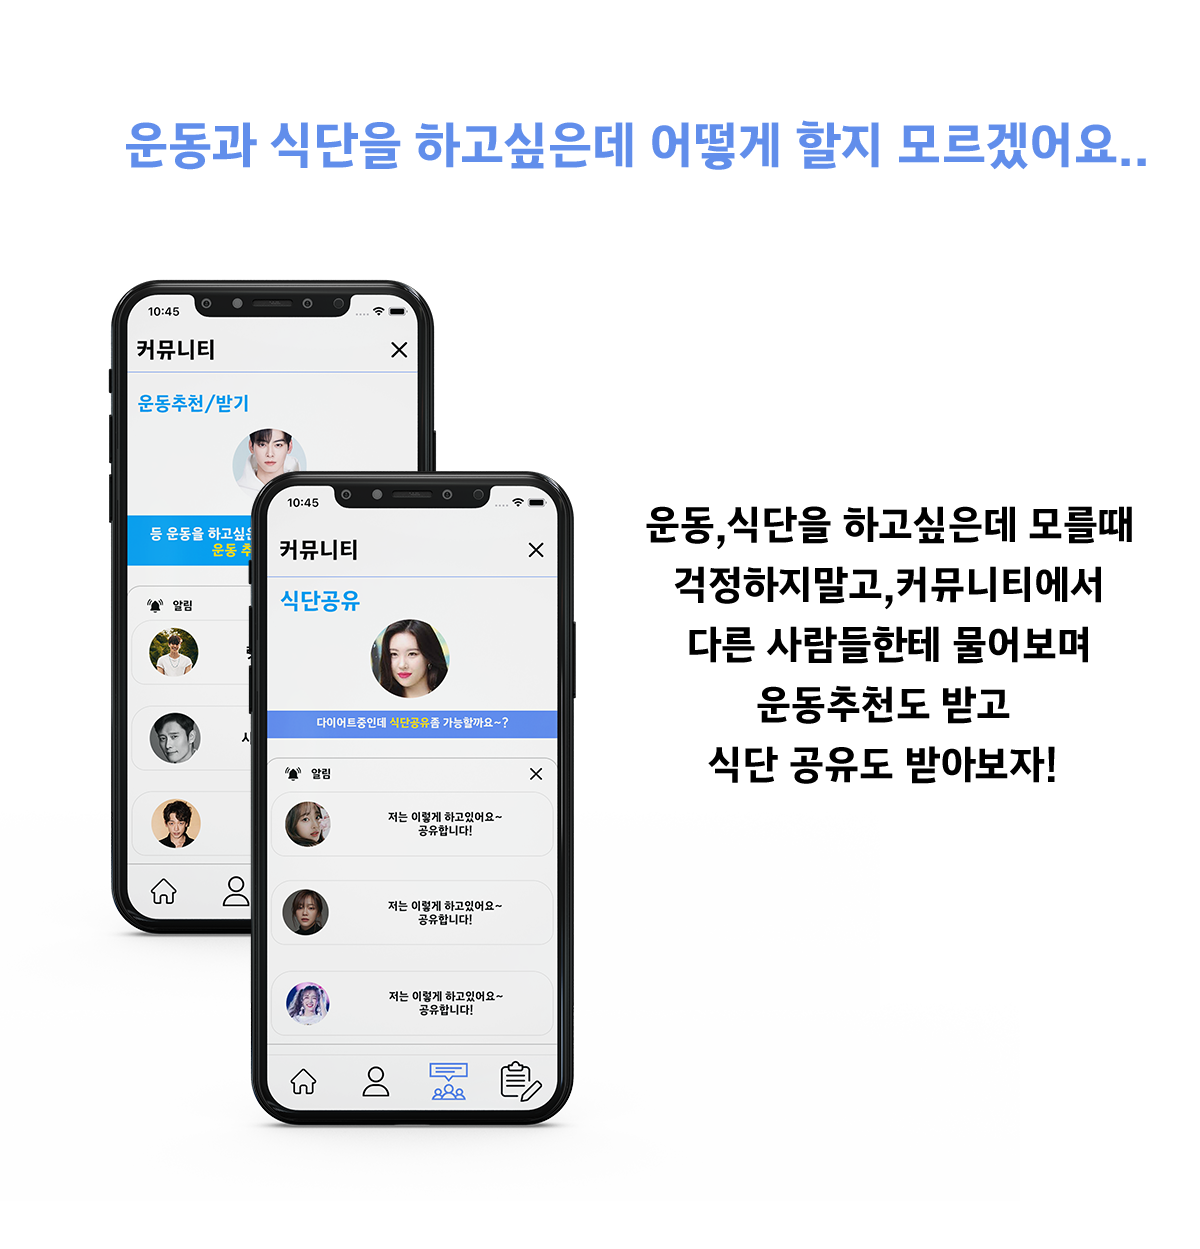 운동과 식단을 하고싶은데 어떻게 할지 모르겠어요..
10:45
커뮤니티
운동추천/받기
등 운동을 하고싶은
운동 추
알림
10:45
커뮤니티
식단공유
다이어트중인데 식단공유좀 가능할까요~?
알림
저는 이렇게 하고있어요~
공유합니다!
저는 이렇게 하고있어요~
공유합니다!
저는 이렇게 하고있어요~
공유합니다!
운동,식단을 하고싶은데 모를때
걱정하지말고,커뮤니티에서
다른 사람들한테 물어보며
운동추천도 받고
식단 공유도 받아보자!